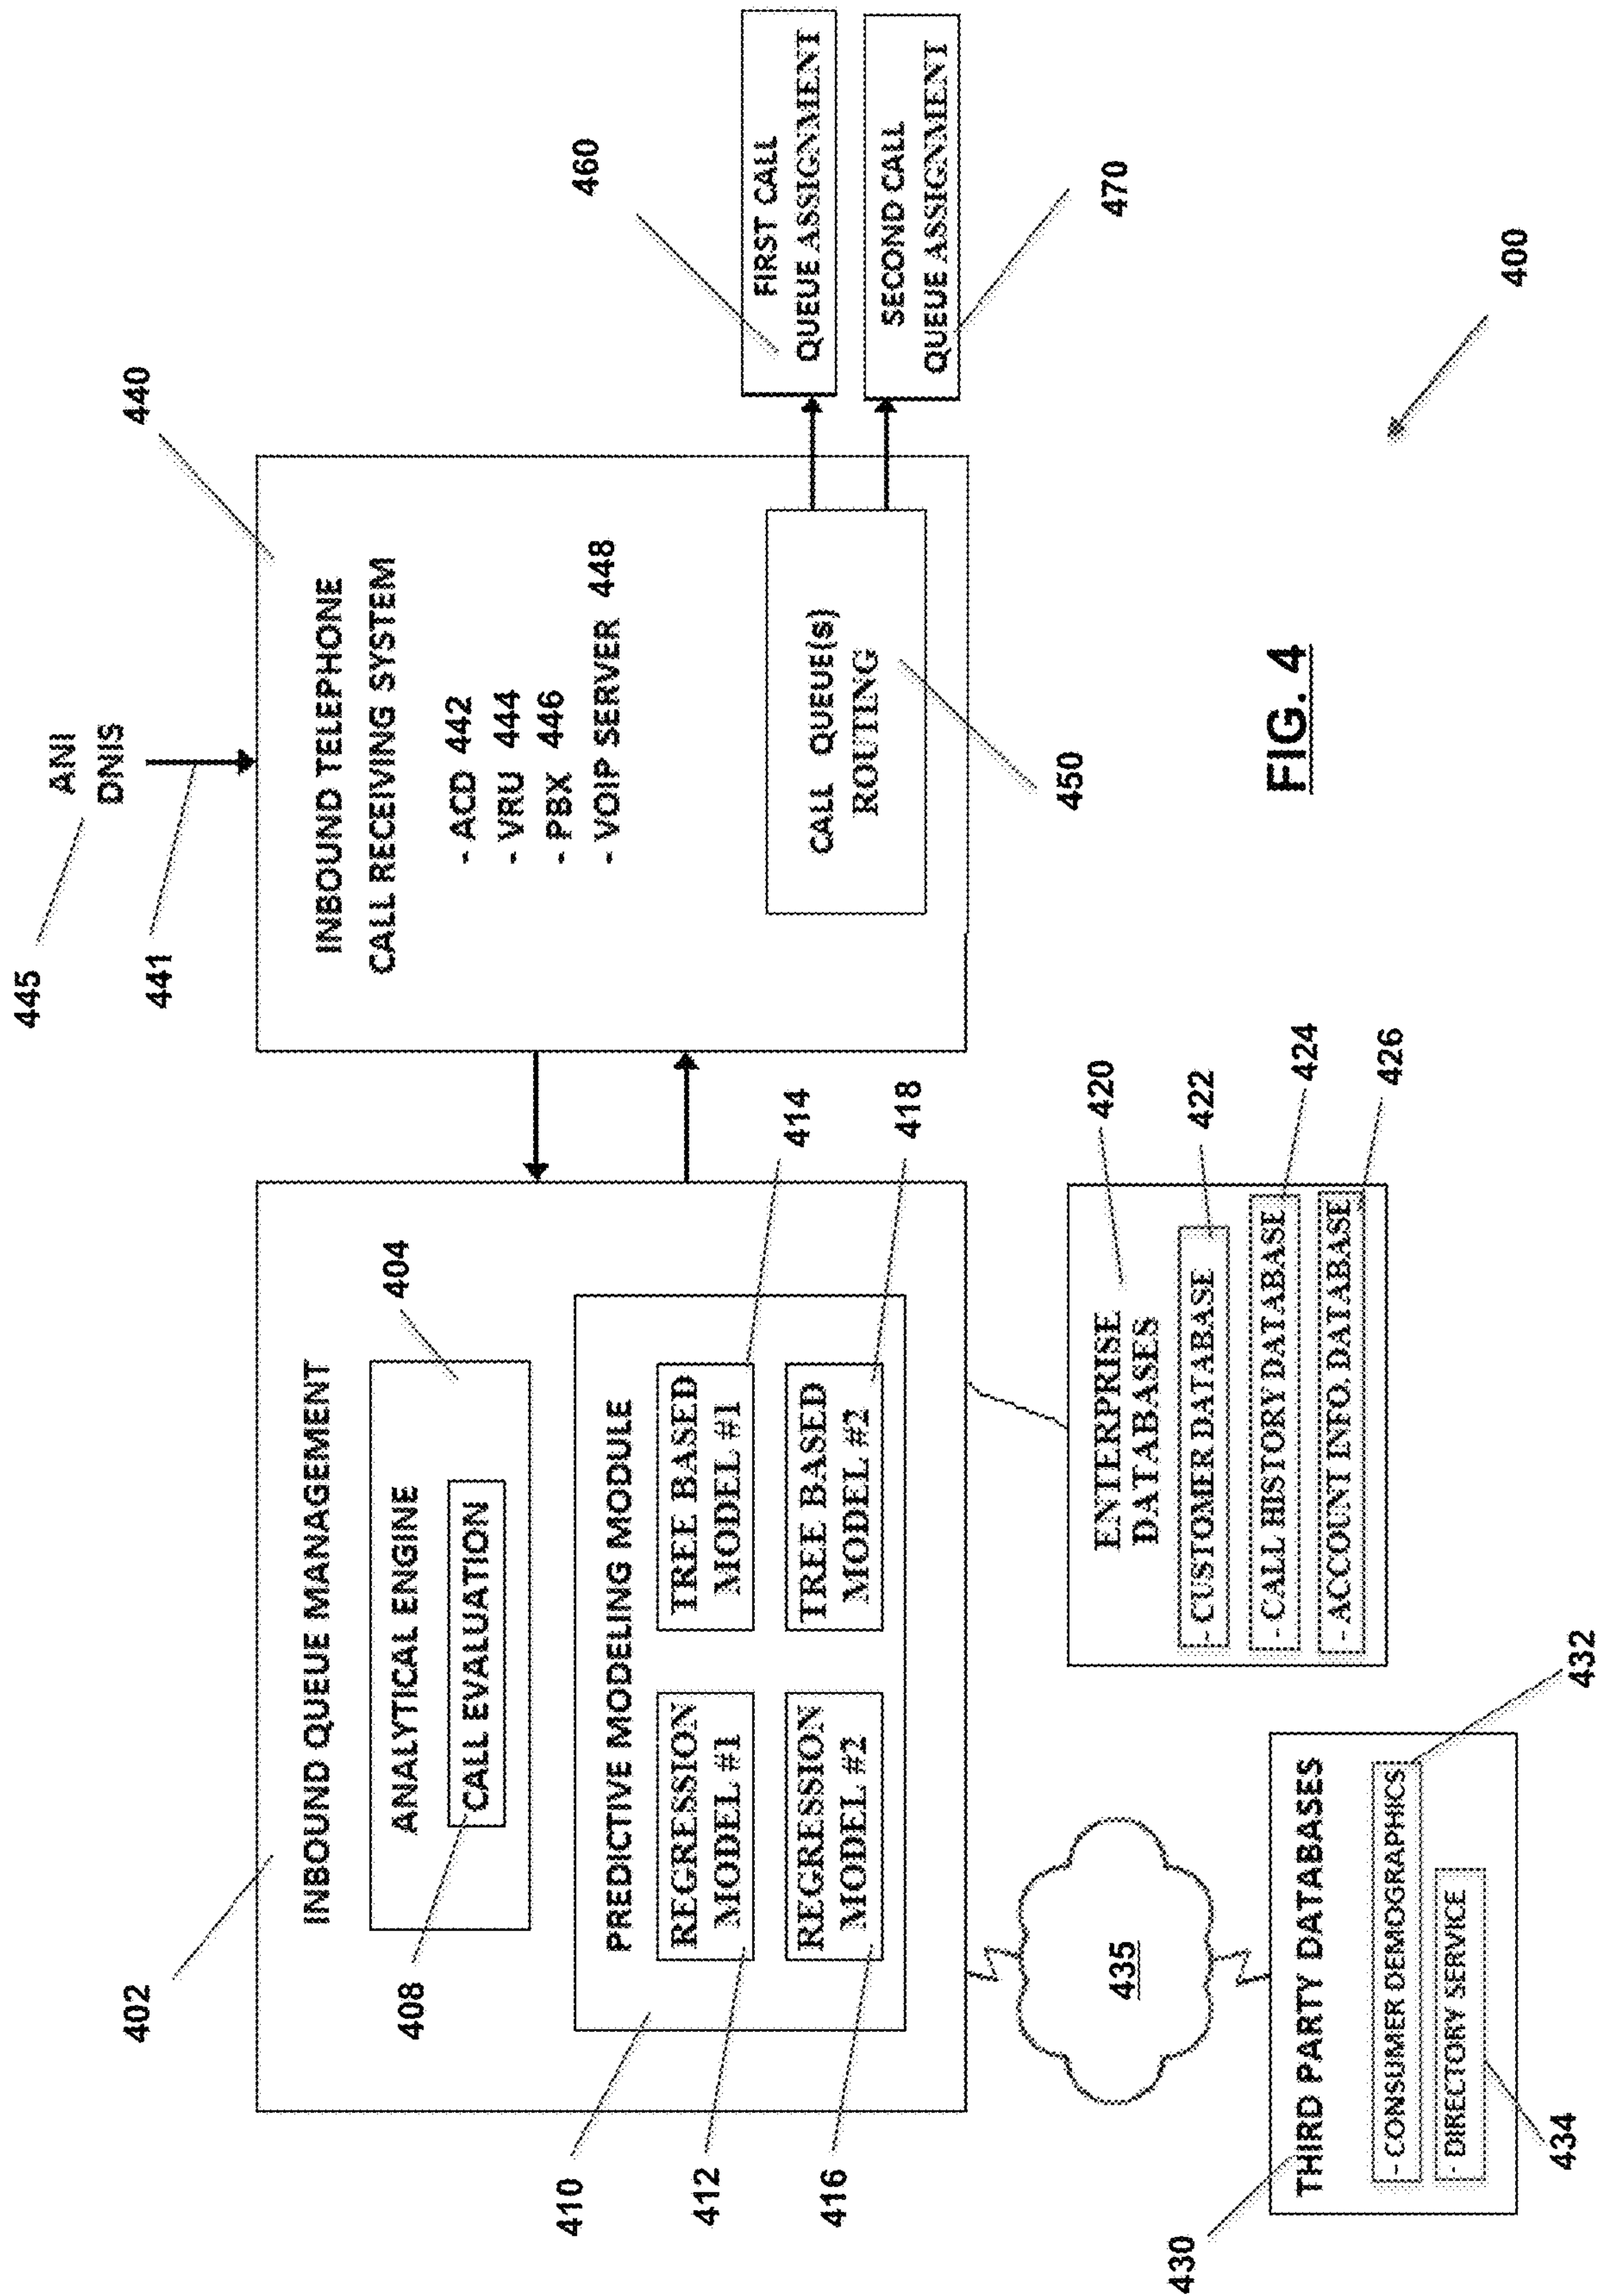 445
ANI
DNIS
441
402
INBOUND QUEUE MANAGEMENT
404
ANALYTICAL ENGINE
408
CALL EVALUATION
410
PREDICTIVE MODELING MODULE
412
REGRESSION
MODEL #1
TREE BASED
MODEL #1
414
416
REGRESSION
MODEL #2
TREE BASED
MODEL #2
418
440
INBOUND TELEPHONE
CALL RECEIVING SYSTEM
- ACD 442
- VRU 444
- PBX 446
- VOIP SERVER 448
CALL QUEUE(s)
ROUTING
450
460
FIRST CALL
QUEUE ASSIGNMENT
SECOND CALL
QUEUE ASSIGNMENT
470
435
430
THIRD PARTY DATABASES
- CONSUMER DEMOGRAPHICS
432
- DIRECTORY SERVICE
434
ENTERPRISE
DATABASES
420
- CUSTOMER DATABASE
422
- CALL HISTORY DATABASE
424
- ACCOUNT INFO. DATABASE
426
400
FIG. 4